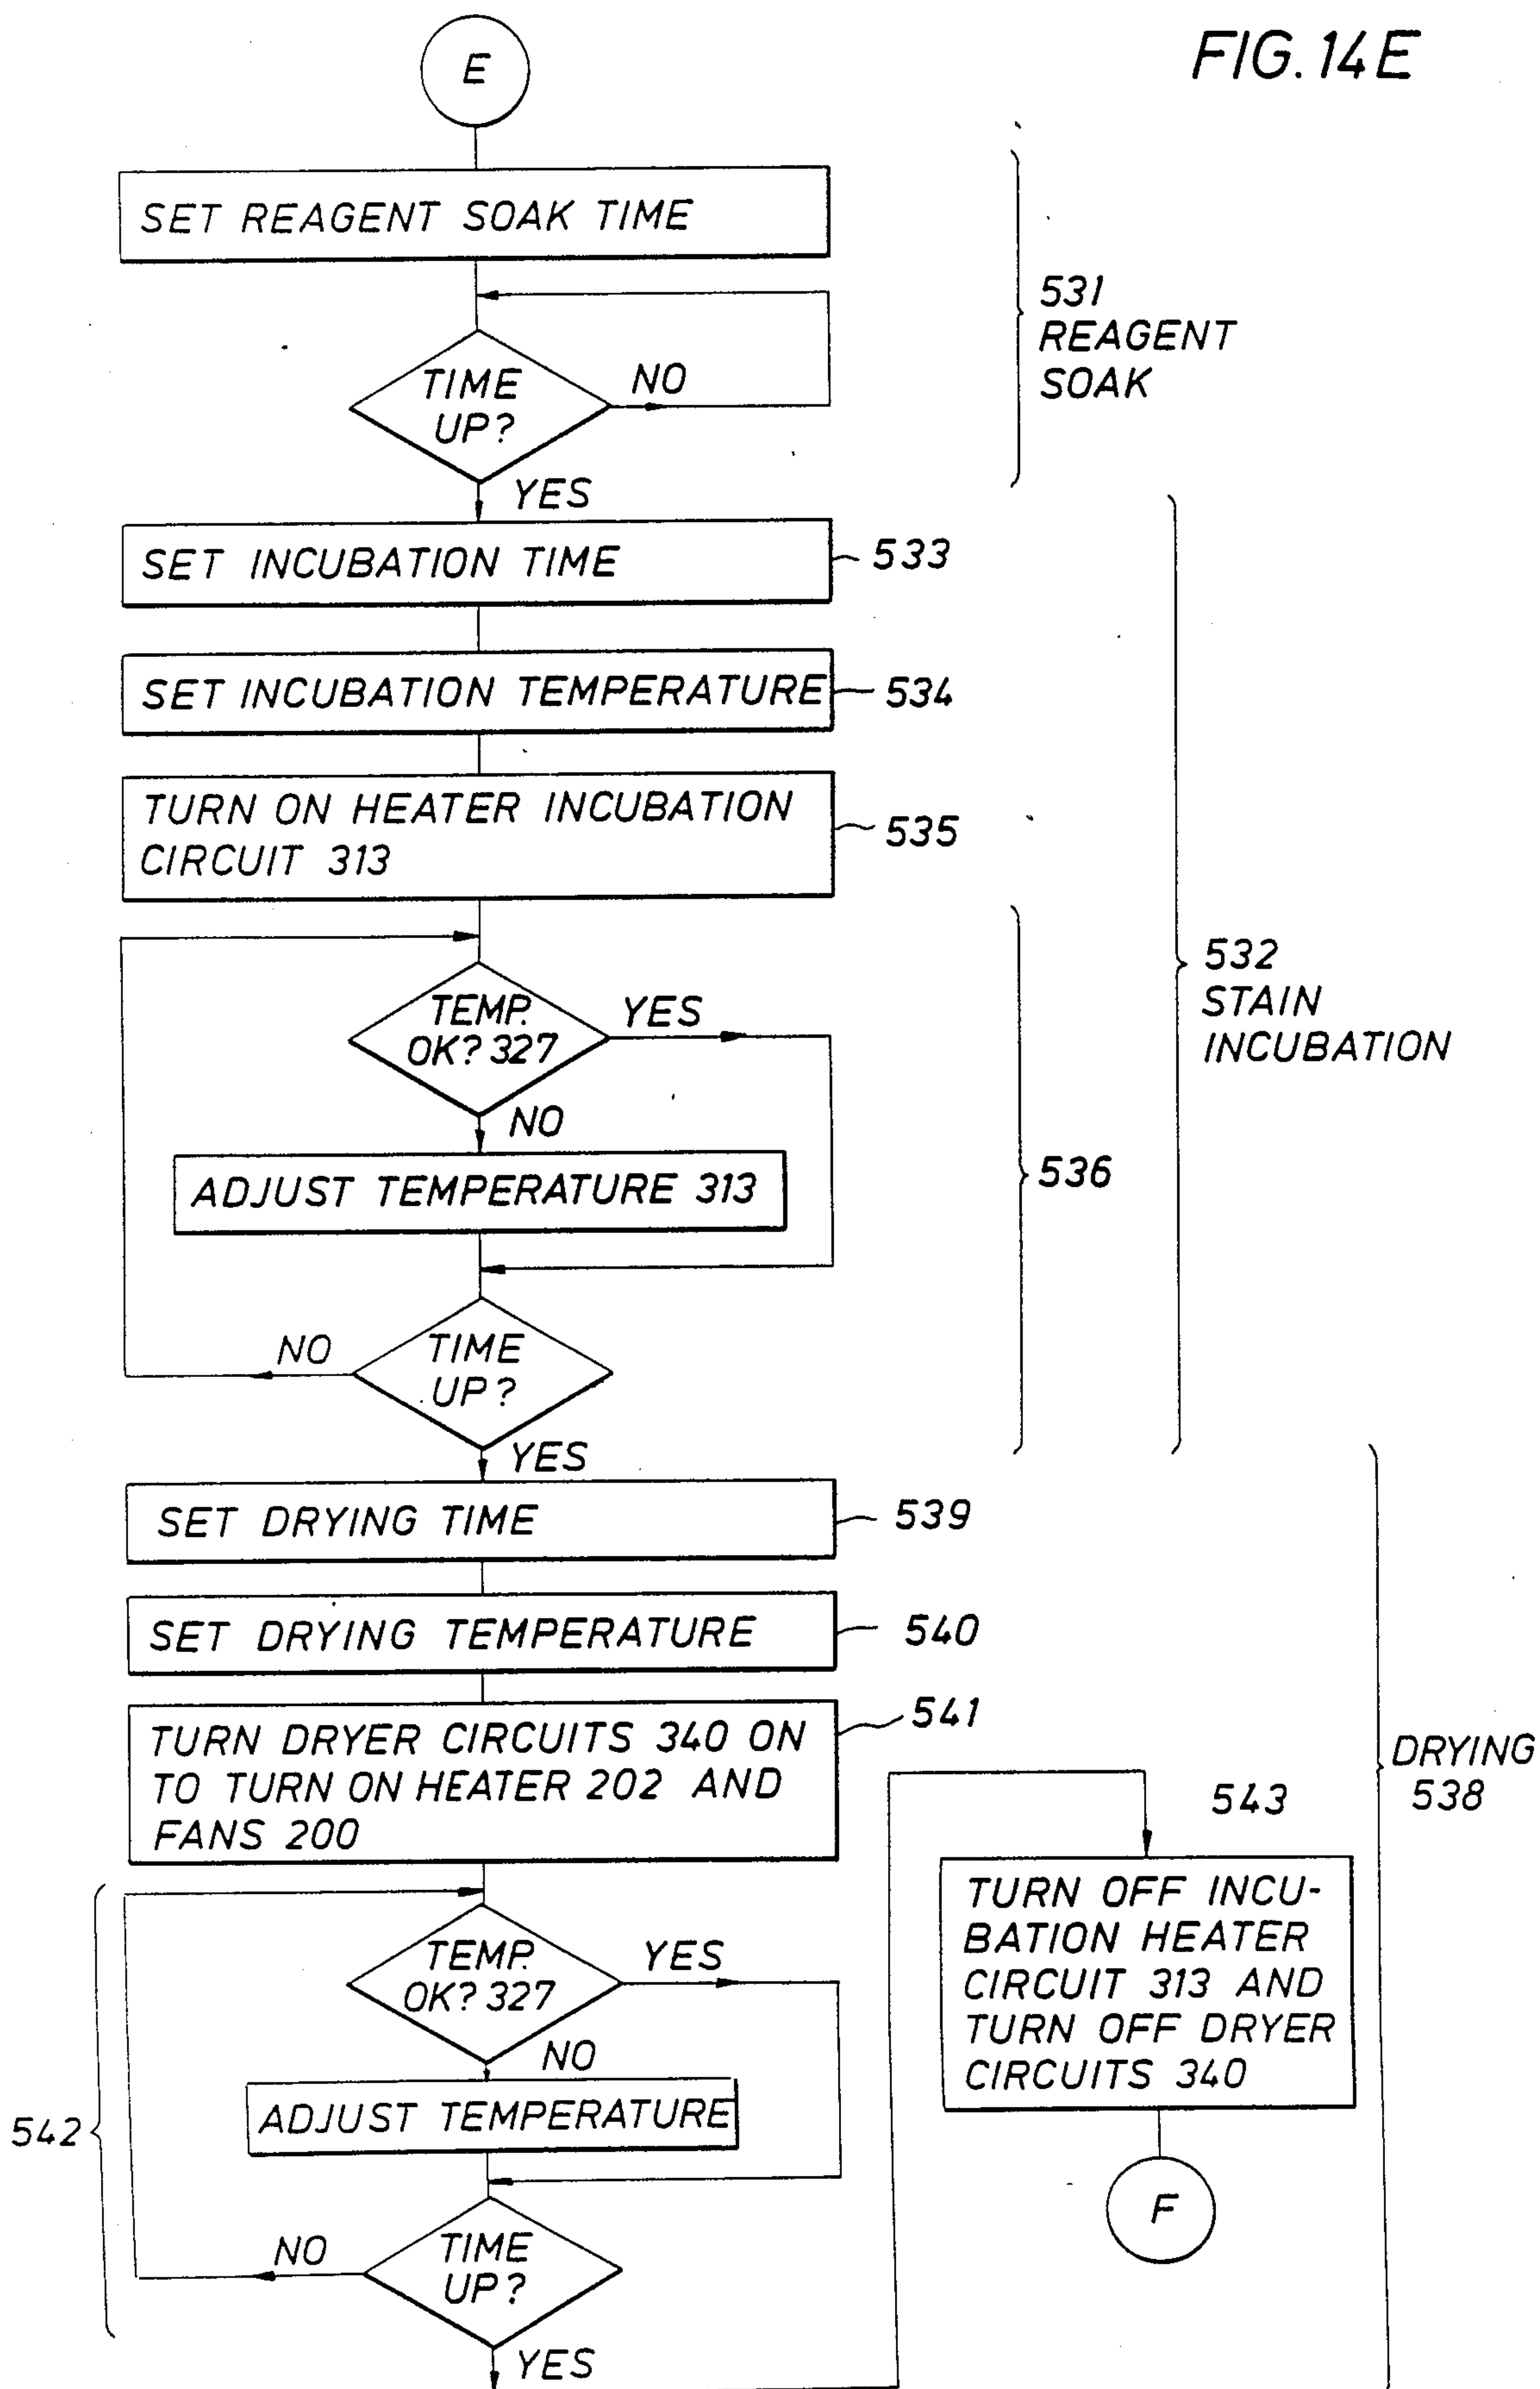 FIG. 14E
E
SET REAGENT SOAK TIME
531
REAGENT
SOAK
TIME
UP?
NO
YES
SET INCUBATION TIME
533
SET INCUBATION TEMPERATURE
534
TURN ON HEATER INCUBATION
CIRCUIT 313
535
532
STAIN
INCUBATION
TEMP.
OK? 327
YES
NO
ADJUST TEMPERATURE 313
536
TIME
UP?
NO
YES
SET DRYING TIME
539
SET DRYING TEMPERATURE
540
TURN DRYER CIRCUITS 340 ON
TO TURN ON HEATER 202 AND
FANS 200
541
DRYING
538
543
TURN OFF INCU-
BATION HEATER
CIRCUIT 313 AND
TURN OFF DRYER
CIRCUITS 340
TEMP.
OK? 327
YES
NO
ADJUST TEMPERATURE
542
TIME
UP?
NO
YES
F